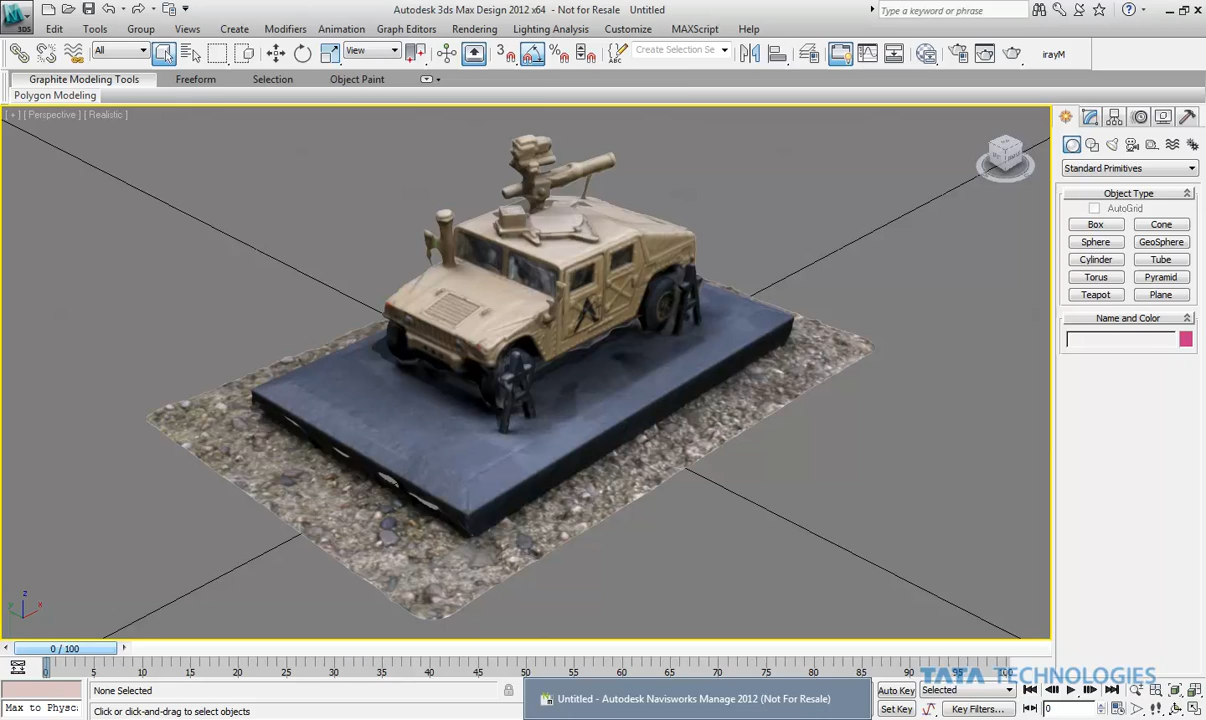 Autodesk 3ds Max Design 2012 x64 - Not for Resale Untitled
Type a keyword or phrase
3DS
Edit Tools Group Views Create Modifiers Animation Graph Editors Rendering Lighting Analysis Customize MAXScript Help
All View 3 Create Selection Se irayM
Graphite Modeling Tools Freeform Selection Object Paint
Polygon Modeling
[ + ] [ Perspective ] [ Realistic ]
Standard Primitives
Object Type
AutoGrid
Box Cone
Sphere GeoSphere
Cylinder Tube
Torus Pyramid
Teapot Plane
Name and Color
z
x
0 / 100
0 5 10 15 20 25 30 35 40 45 50 55 60 65 70 75 80 85 90 95 100
TATA TECHNOLOGIES
None Selected
Untitled - Autodesk Navisworks Manage 2012 (Not For Resale)
Auto Key Selected
Max to Physc
Click or click-and-drag to select objects
Set Key Key Filters... 0